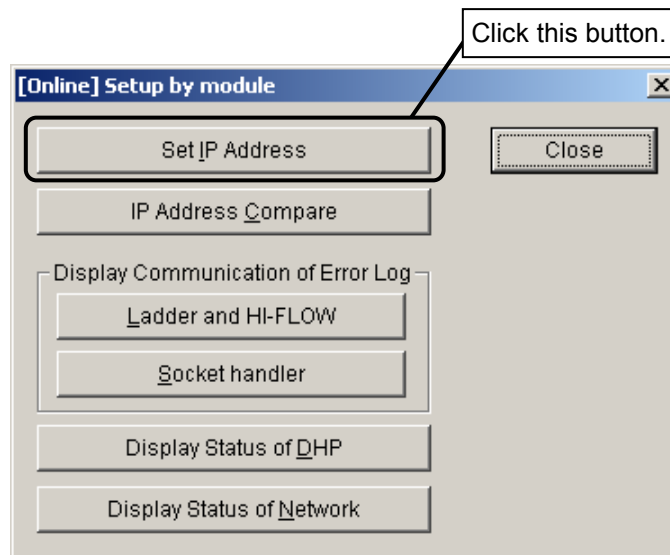 Click this button.
[Online] Setup by module
Set IP Address
Close
IP Address Compare
Display Communication of Error Log
Ladder and HI-FLOW
Socket handler
Display Status of DHP
Display Status of Network